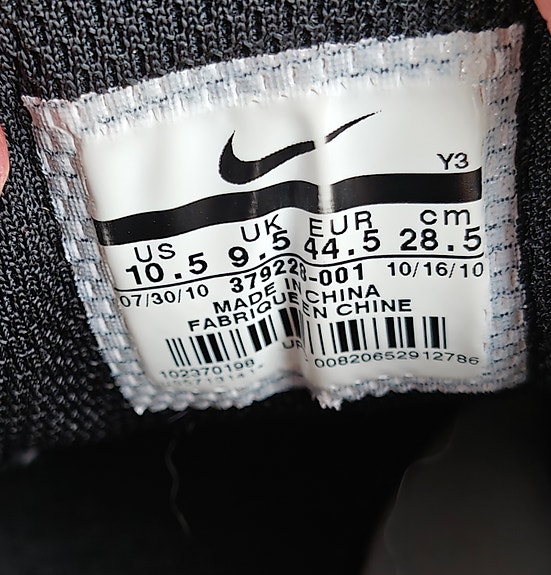 Y3
US UK EUR cm
10.5 9.5 44.5 28.5
07/30/10 379228-001 10/16/10
MADE IN CHINA
FABRIQUE EN CHINE
102370198 00820652912786